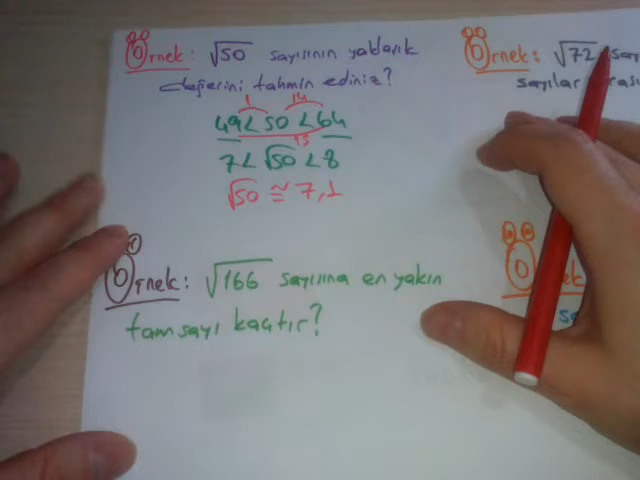 Örnek: √50 sayısının yaklaşık
değerini tahmin ediniz?
1 14
49 < 50 < 64
15
7 < √50 < 8
√50 ≅ 7,1
Örnek: √166 sayısına en yakın
tamsayı kaçtır?
Örnek: √72
sayılar
Örnek